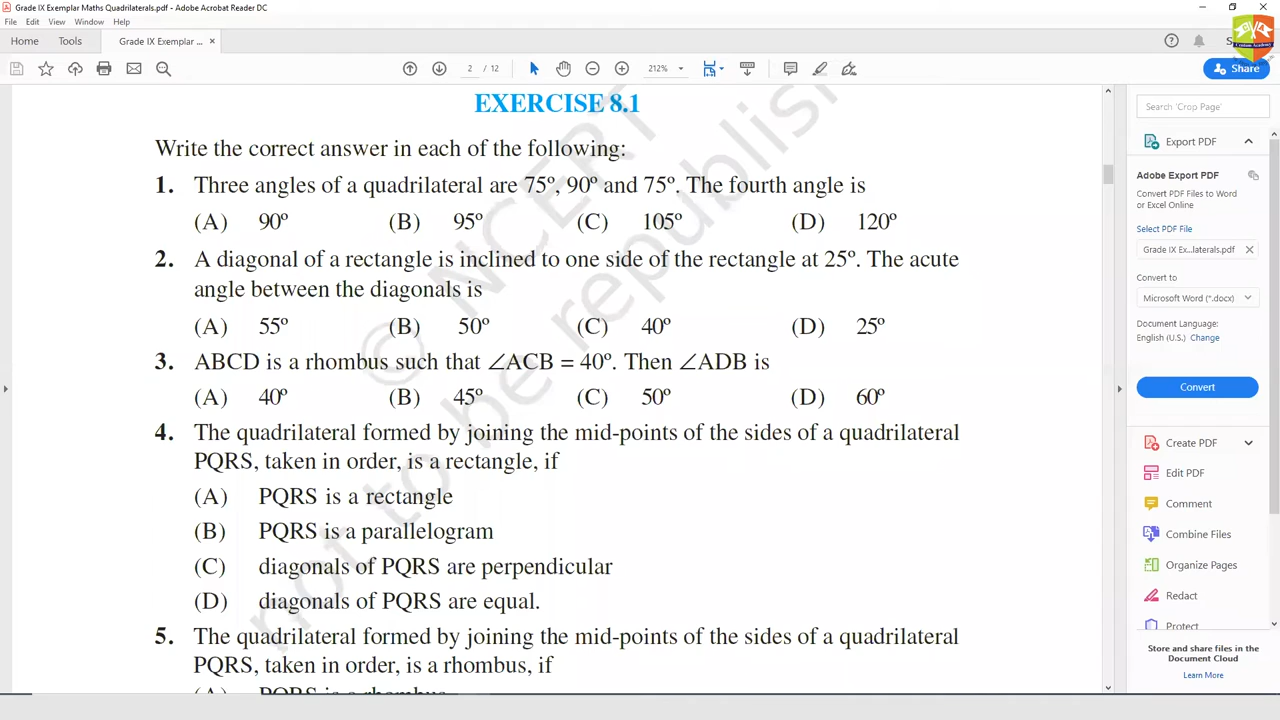 Grade IX Exemplar Maths Quadrilaterals.pdf - Adobe Acrobat Reader DC
File Edit View Window Help
Home Tools Grade IX Exemplar ... ×
2 / 12 212%
Share
EXERCISE 8.1
Write the correct answer in each of the following:
1. Three angles of a quadrilateral are 75º, 90º and 75º. The fourth angle is
(A) 90º (B) 95º (C) 105º (D) 120º
2. A diagonal of a rectangle is inclined to one side of the rectangle at 25º. The acute
angle between the diagonals is
(A) 55º (B) 50º (C) 40º (D) 25º
3. ABCD is a rhombus such that ∠ACB = 40º. Then ∠ADB is
(A) 40º (B) 45º (C) 50º (D) 60º
4. The quadrilateral formed by joining the mid-points of the sides of a quadrilateral
PQRS, taken in order, is a rectangle, if
(A) PQRS is a rectangle
(B) PQRS is a parallelogram
(C) diagonals of PQRS are perpendicular
(D) diagonals of PQRS are equal.
5. The quadrilateral formed by joining the mid-points of the sides of a quadrilateral
PQRS, taken in order, is a rhombus, if
(A) PQRS is a rhombus
© NCERT
not to be republis
Search 'Crop Page'
Export PDF
Adobe Export PDF
Convert PDF Files to Word
or Excel Online
Select PDF File
Grade IX Ex...laterals.pdf
Convert to
Microsoft Word (*.docx)
Document Language:
English (U.S.) Change
Convert
Create PDF
Edit PDF
Comment
Combine Files
Organize Pages
Redact
Protect
Store and share files in the
Document Cloud
Learn More